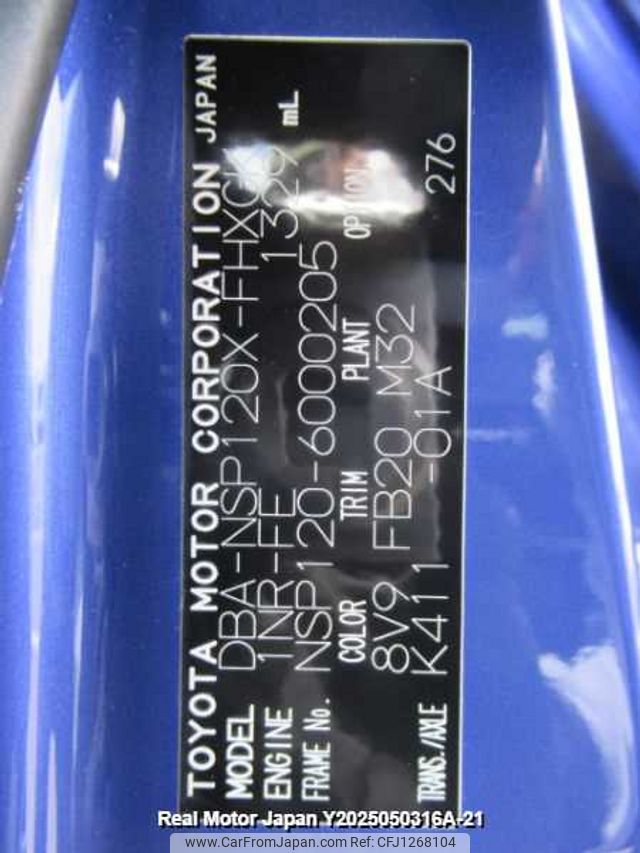 TOYOTA MOTOR CORPORATION JAPAN
MODEL DBA-NSP120X-FHXGK
ENGINE 1NR-FE 1329 mL
FRAME No. NSP120-6000205
COLOR TRIM PLANT OPTION
8V9 FB20 M32
TRANS./AXLE K411 -01A 276
Real Motor Japan Y2025050316A-21
www.CarFromJapan.com CFJ1268104